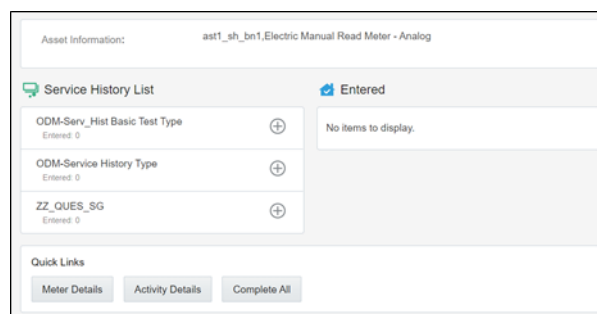 Asset Information: ast1_sh_bn1,Electric Manual Read Meter - Analog
Service History List
ODM-Serv_Hist Basic Test Type
Entered: 0
ODM-Service History Type
Entered: 0
ZZ_QUES_SG
Entered: 0
Entered
No items to display.
Quick Links
Meter Details Activity Details Complete All